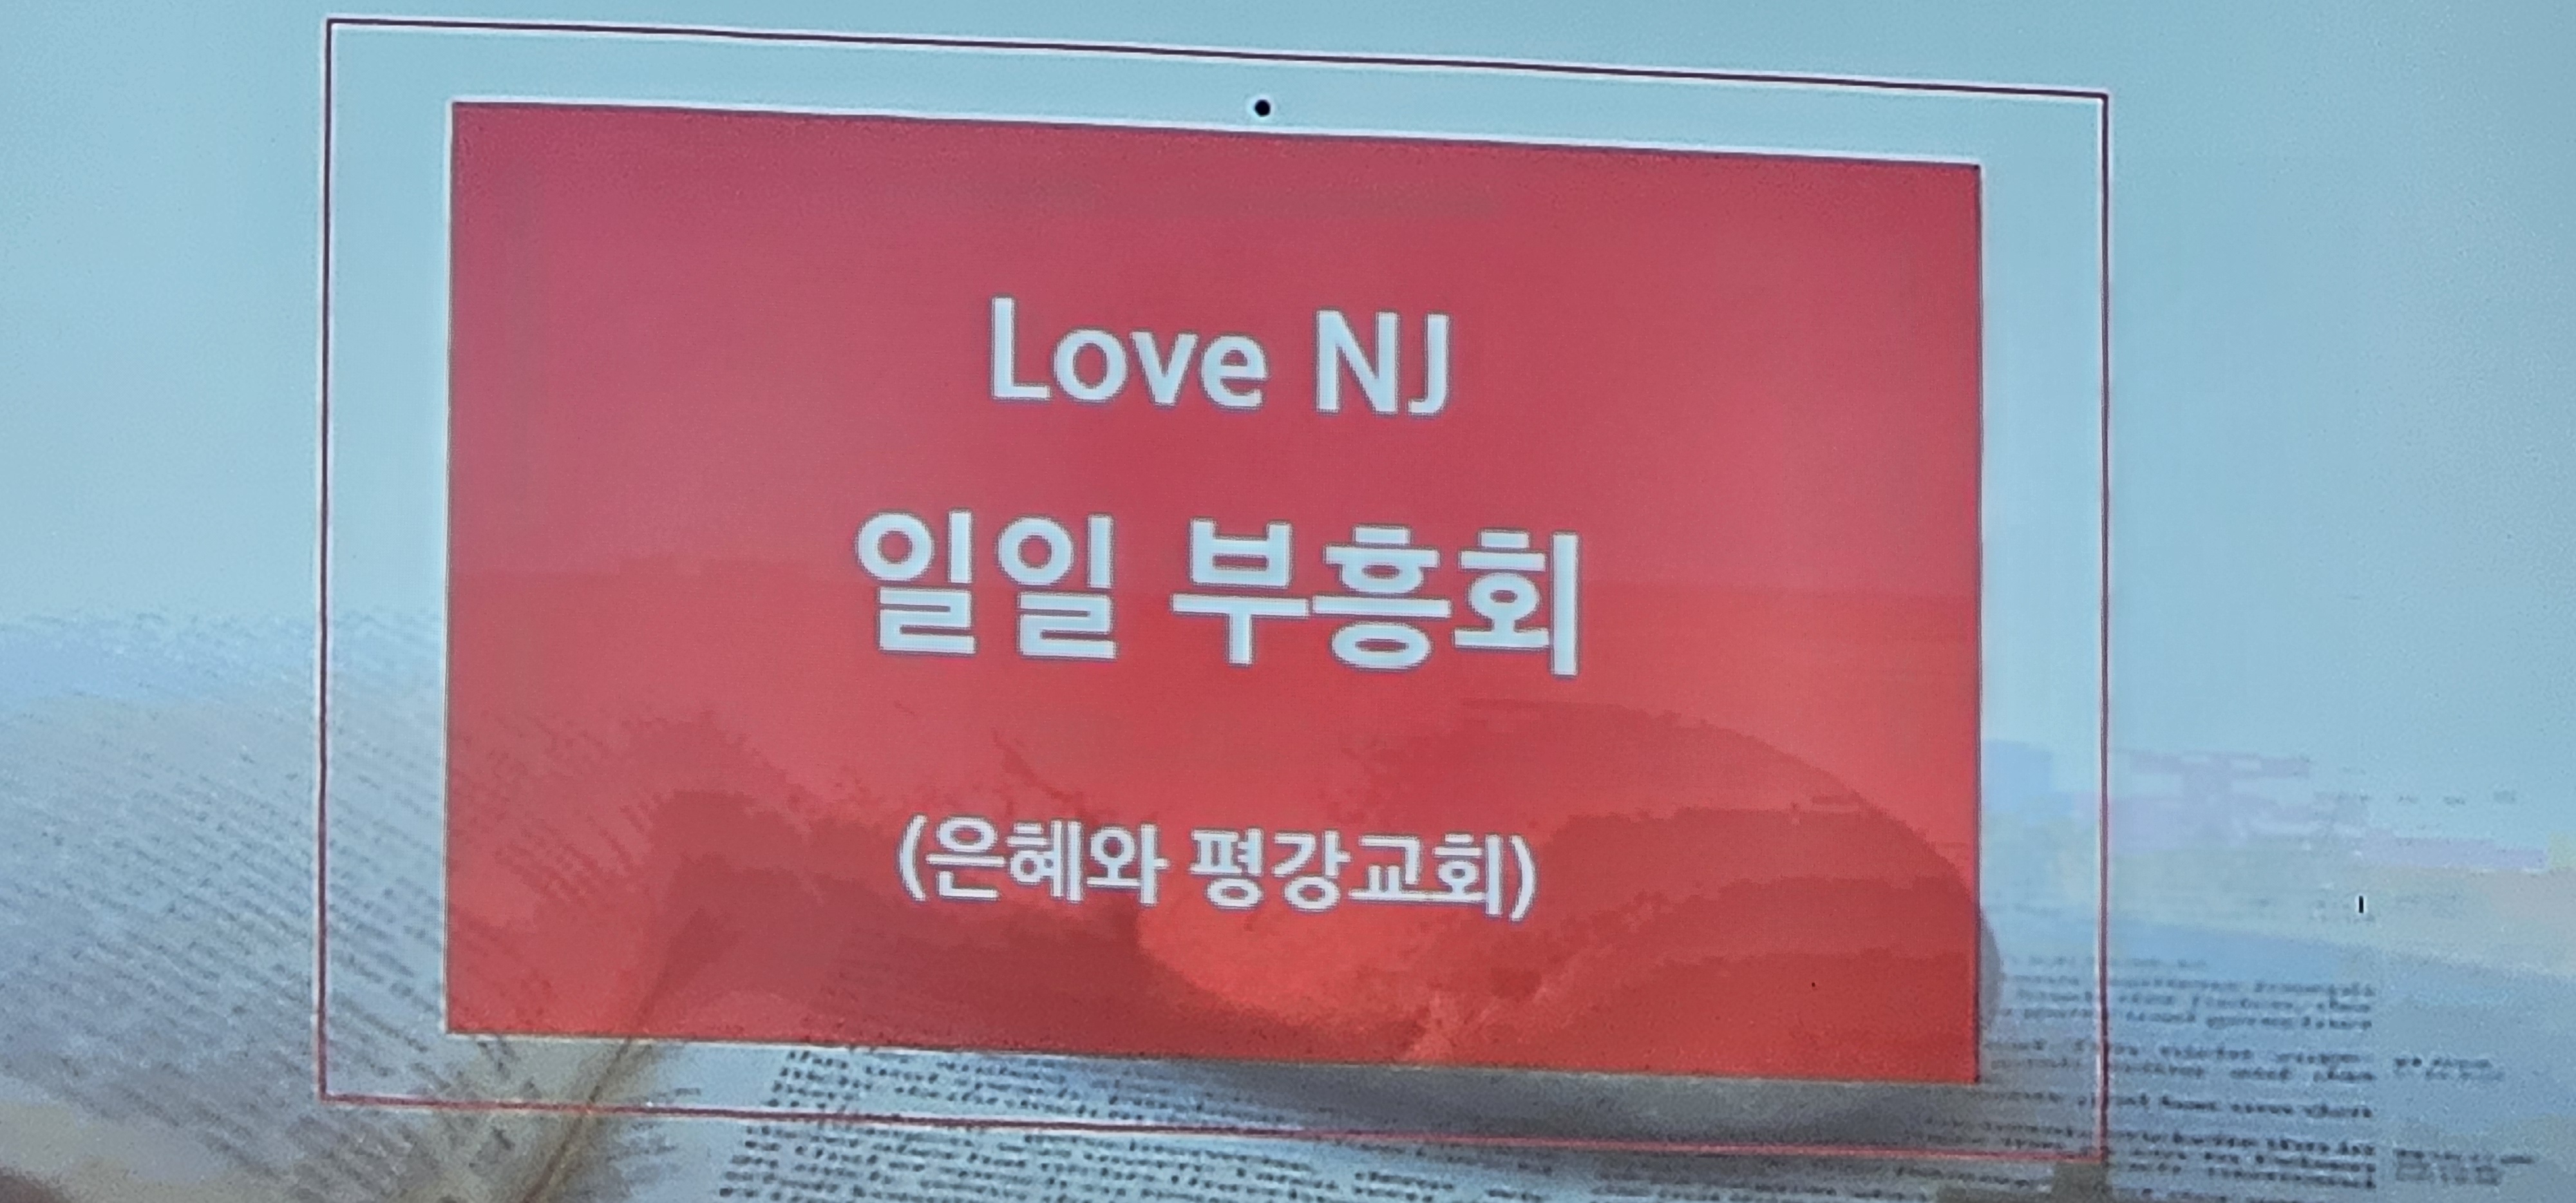 Love NJ
일일 부흥회
(은혜와 평강교회)